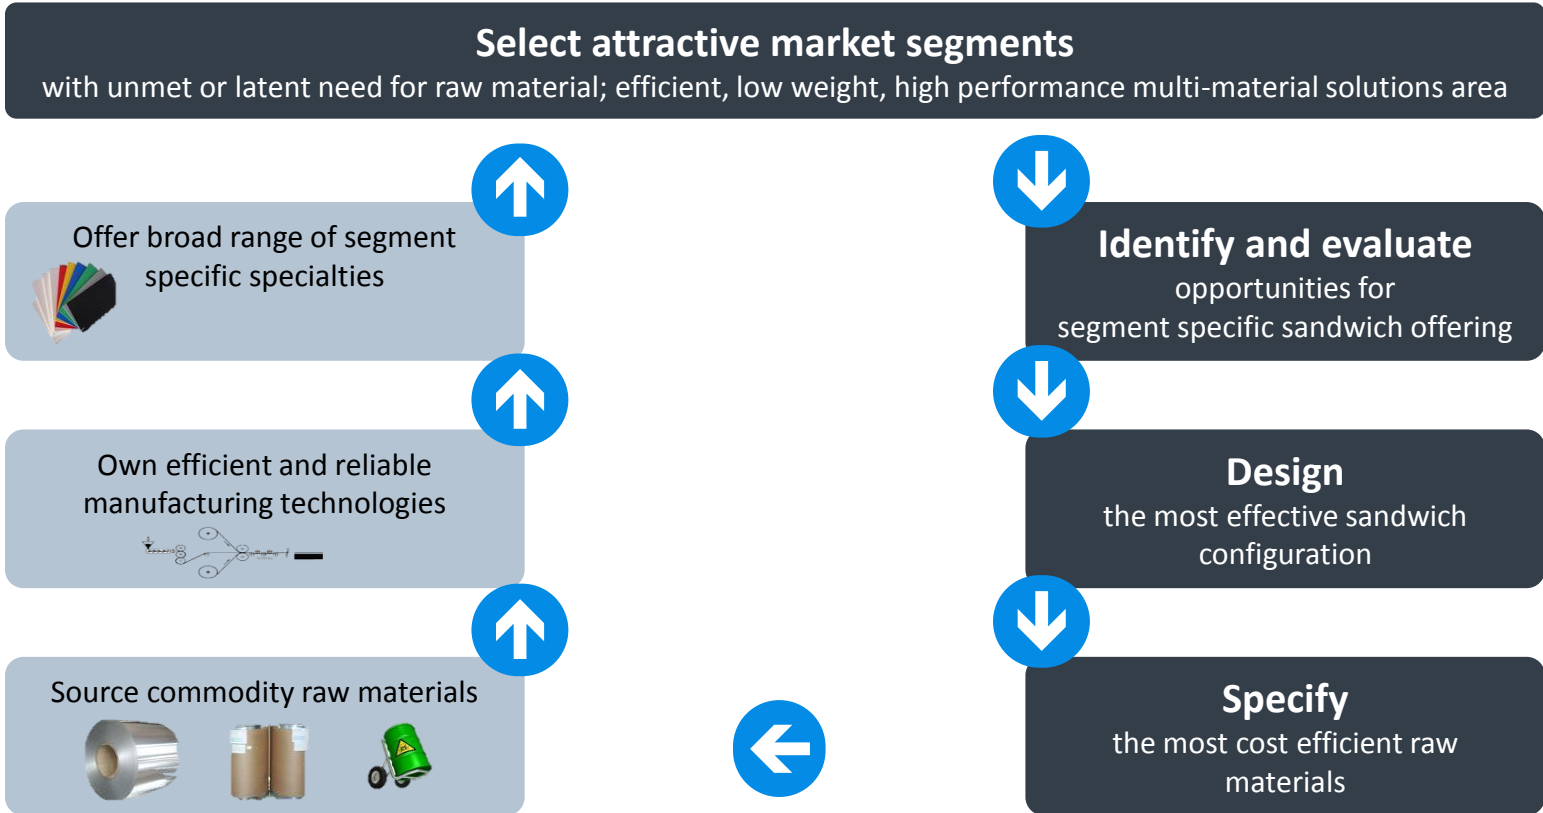 Select attractive market segments
with unmet or latent need for raw material; efficient, low weight, high performance multi-material solutions area
Offer broad range of segment
specific specialties
Identify and evaluate
opportunities for
segment specific sandwich offering
Own efficient and reliable
manufacturing technologies
Design
the most effective sandwich
configuration
Source commodity raw materials
Specify
the most cost efficient raw
materials